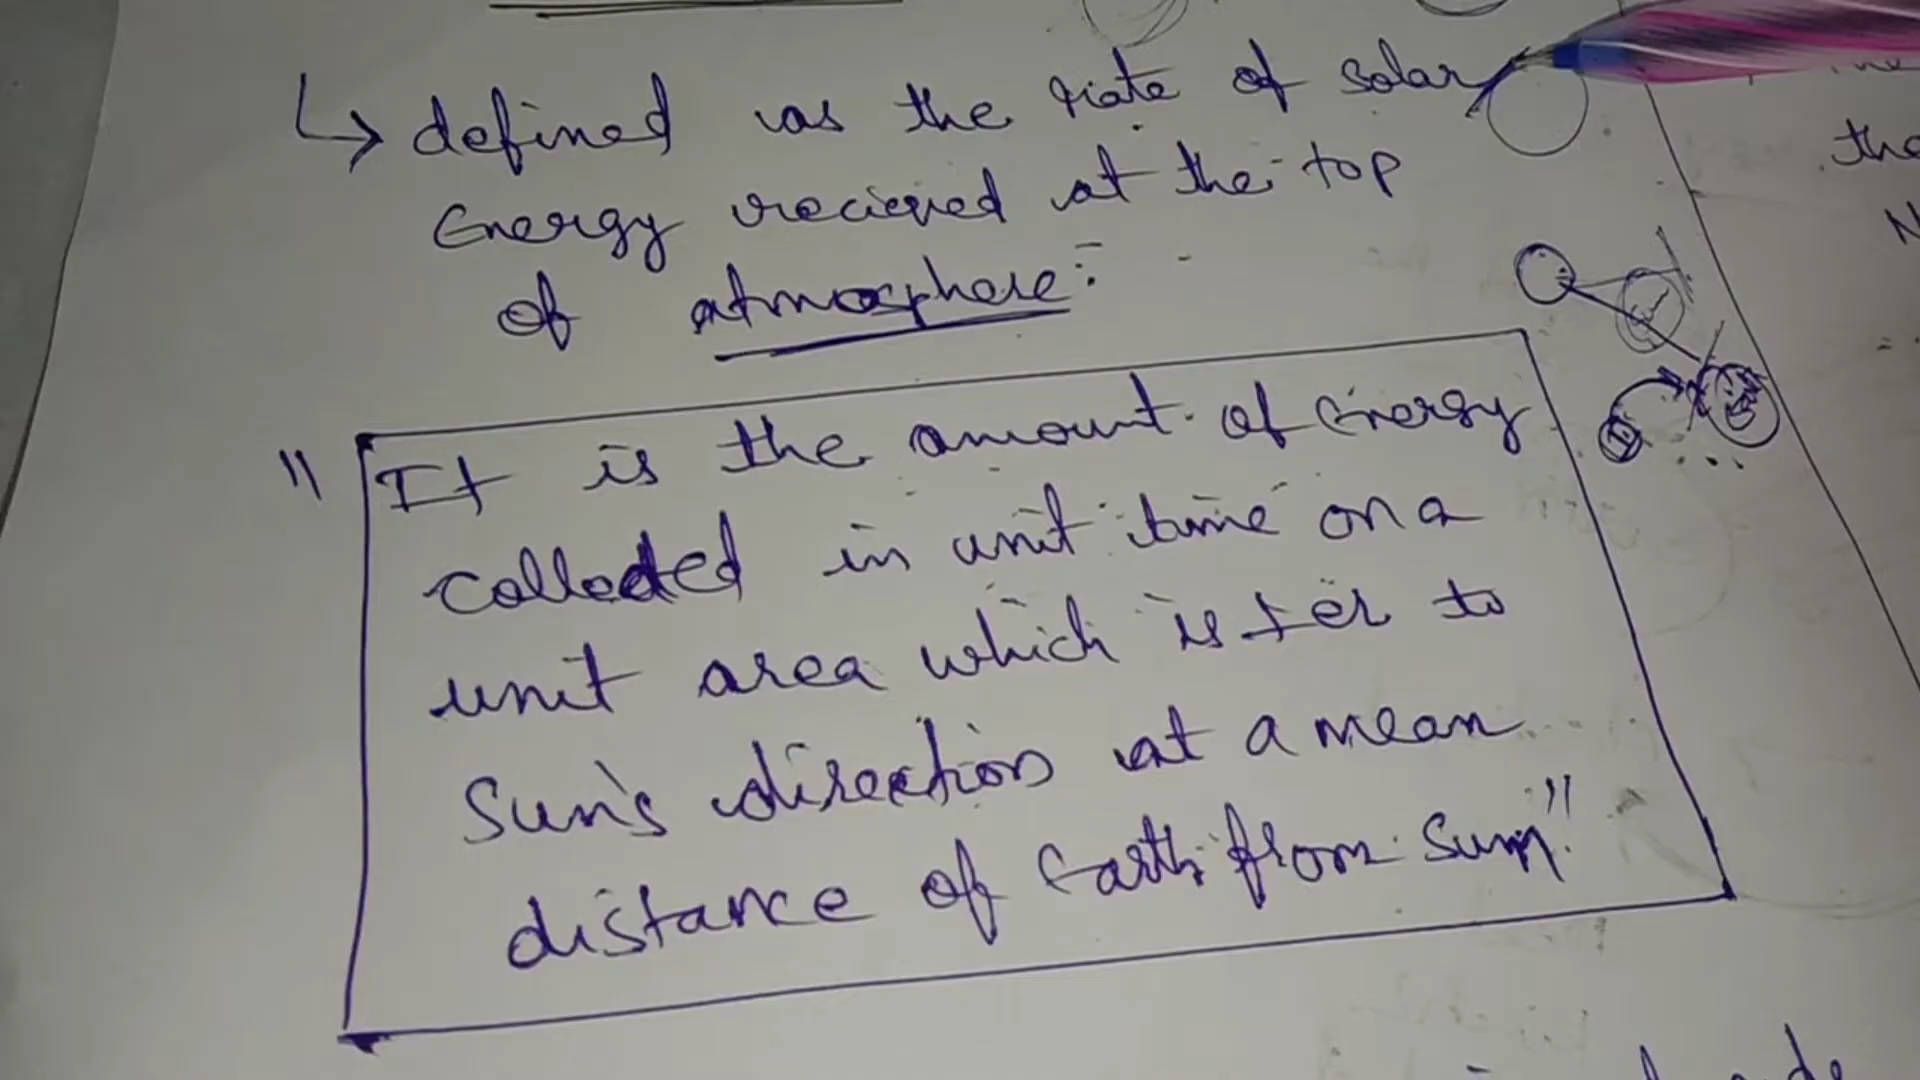 ↳ defined as the rate of solar
Energy recieved at the top
of atmosphere:-
"It is the amount of Energy
collected in unit time on a
unit area which is ⊥er to
Sun's direction at a mean
distance of Earth from Sun"
the
N